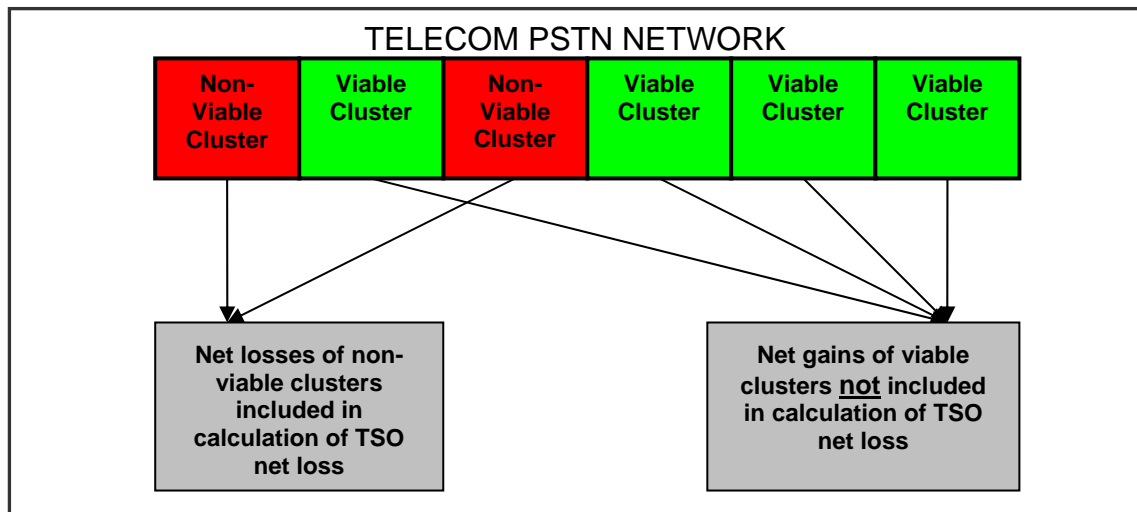 TELECOM PSTN NETWORK
Non-
Viable
Cluster
Viable
Cluster
Non-
Viable
Cluster
Viable
Cluster
Viable
Cluster
Viable
Cluster
Net losses of non-
viable clusters
included in
calculation of TSO
net loss
Net gains of viable
clusters not included
in calculation of TSO
net loss